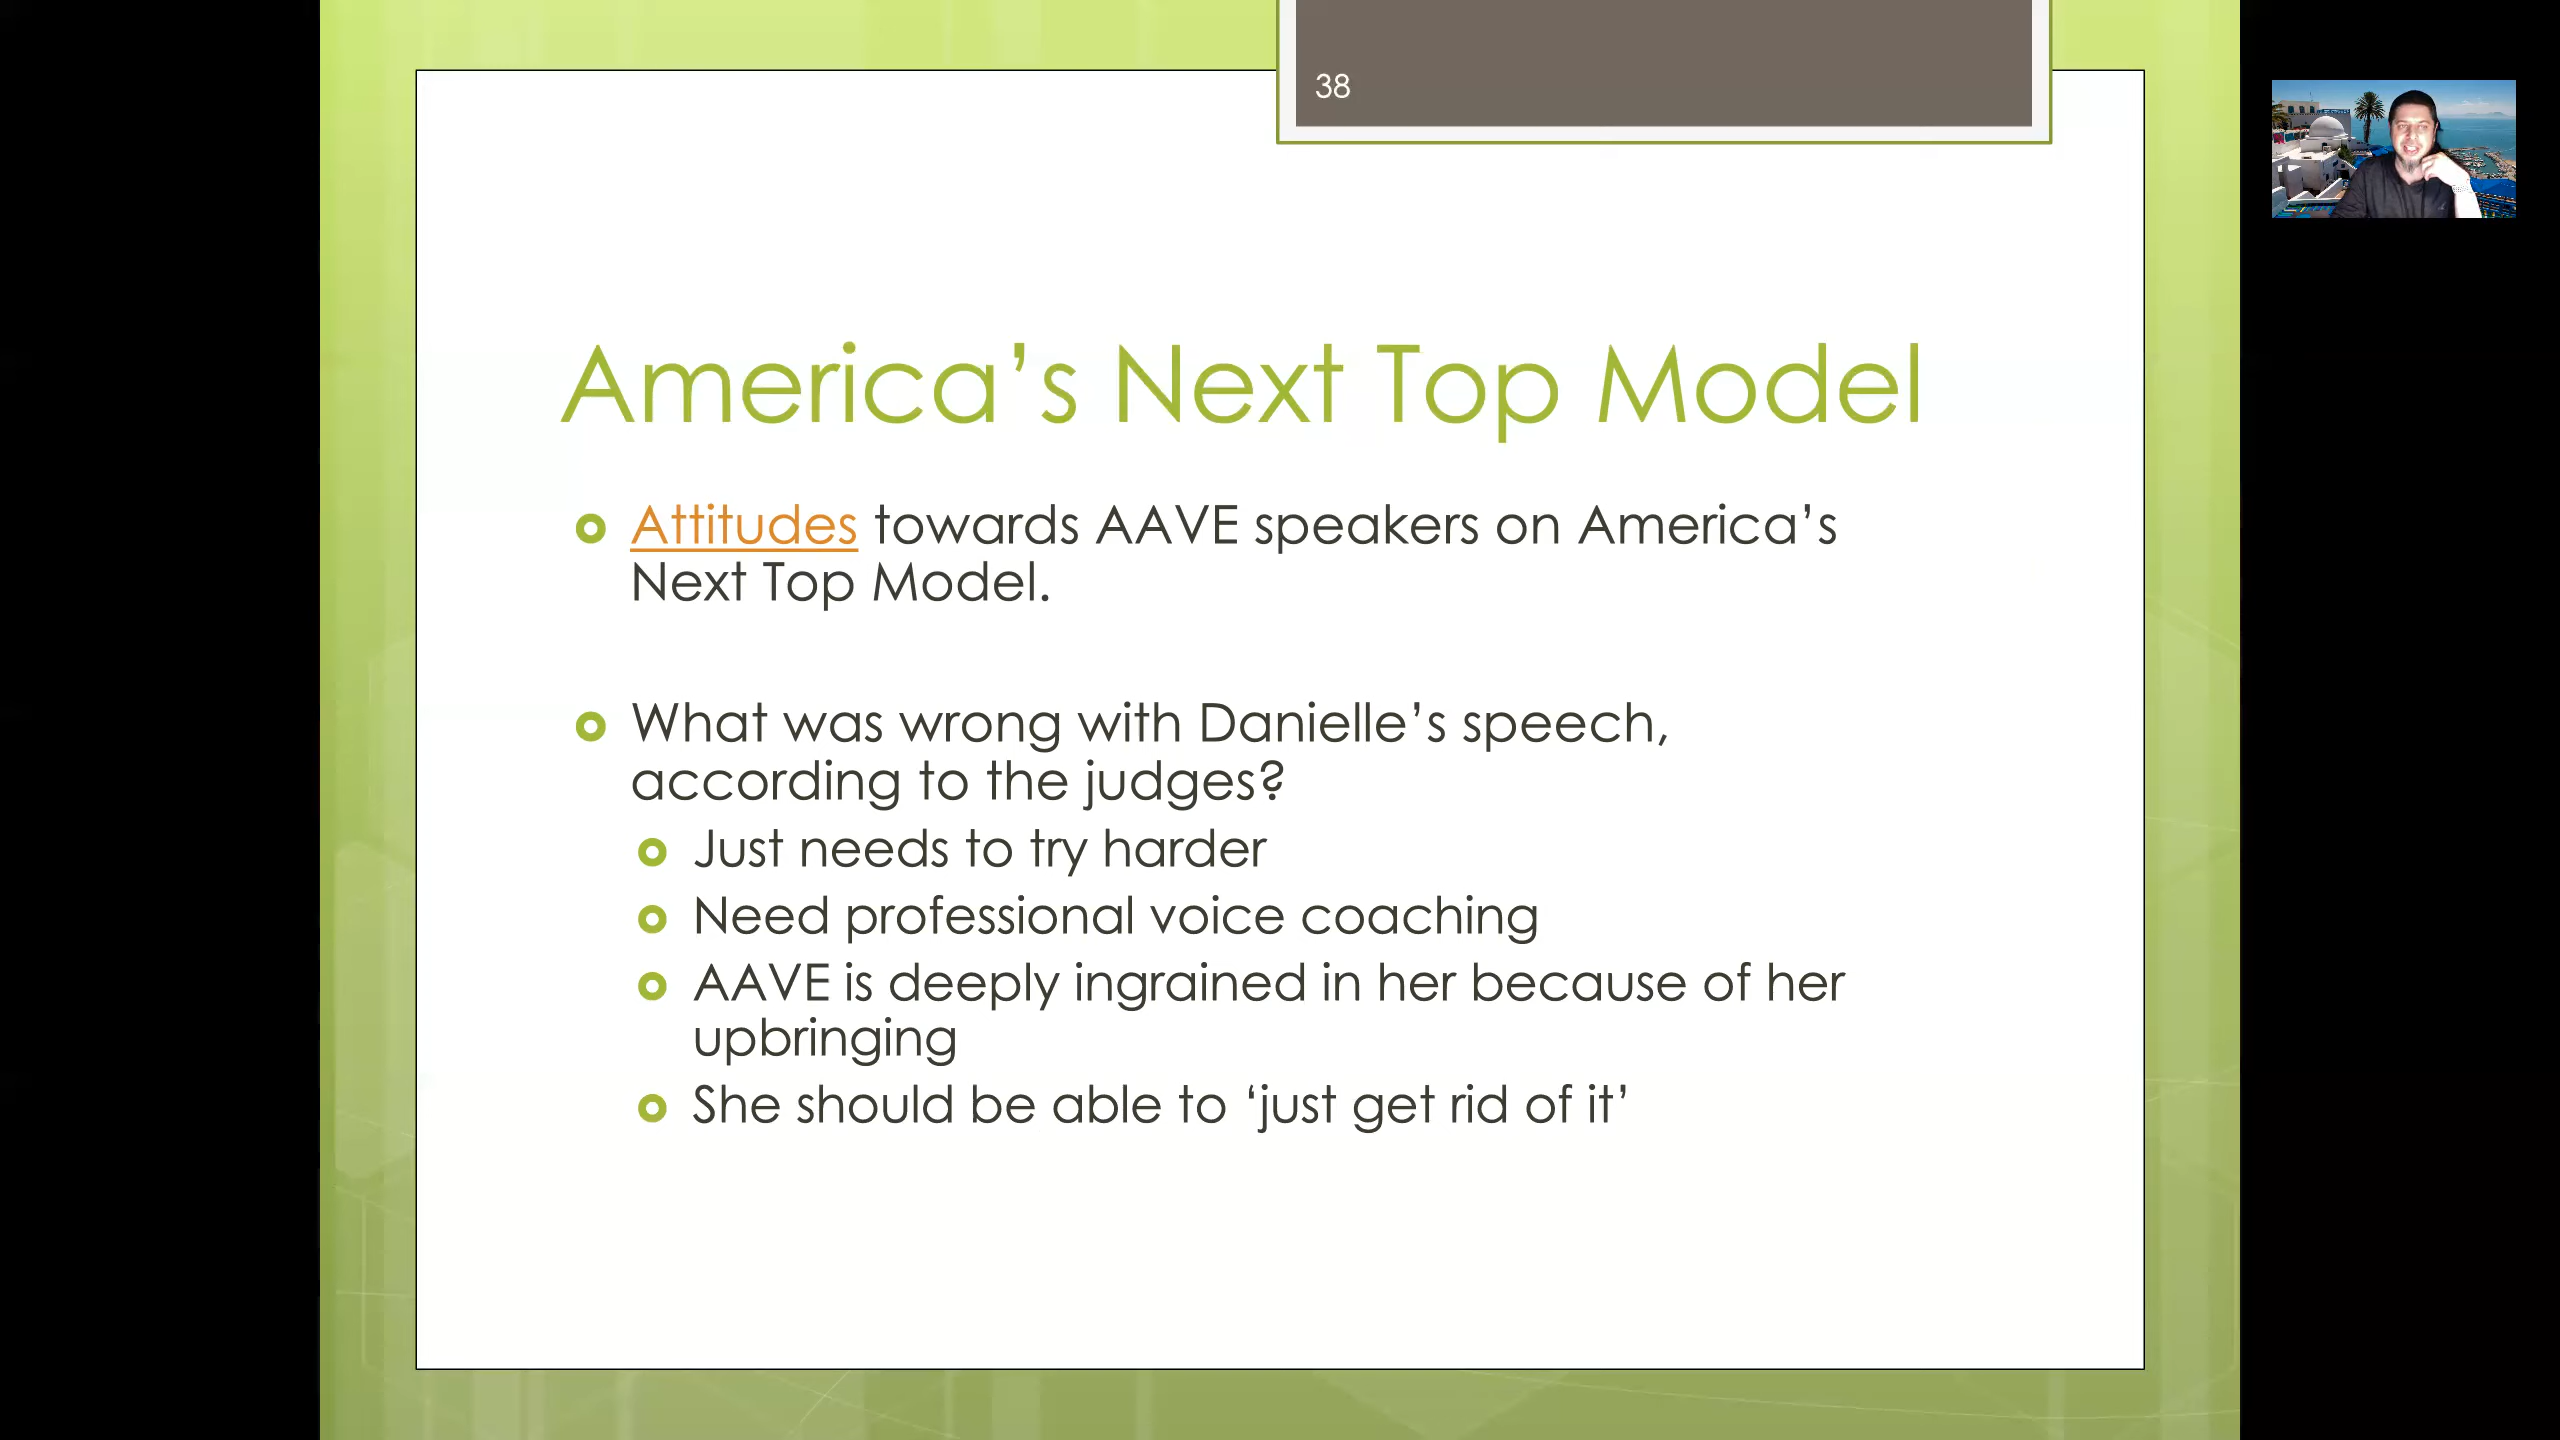 38
America’s Next Top Model
Attitudes towards AAVE speakers on America’s
Next Top Model.
What was wrong with Danielle’s speech,
according to the judges?
Just needs to try harder
Need professional voice coaching
AAVE is deeply ingrained in her because of her
upbringing
She should be able to ‘just get rid of it’